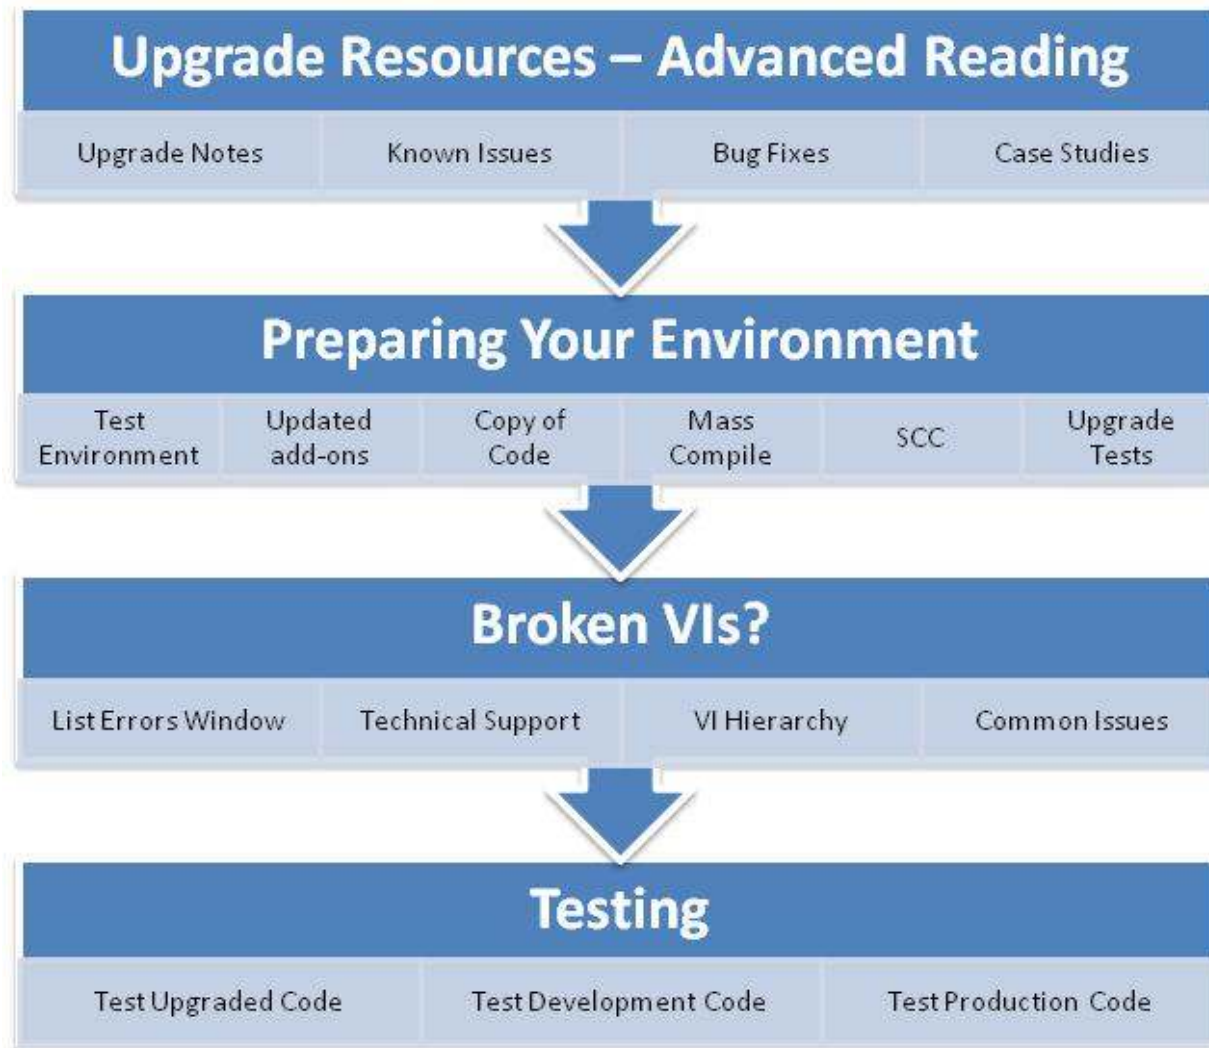 Upgrade Resources – Advanced Reading
Upgrade Notes
Known Issues
Bug Fixes
Case Studies
Preparing Your Environment
Test
Environment
Updated
add-ons
Copy of
Code
Mass
Compile
SCC
Upgrade
Tests
Broken VIs?
List Errors Window
Technical Support
VI Hierarchy
Common Issues
Testing
Test Upgraded Code
Test Development Code
Test Production Code